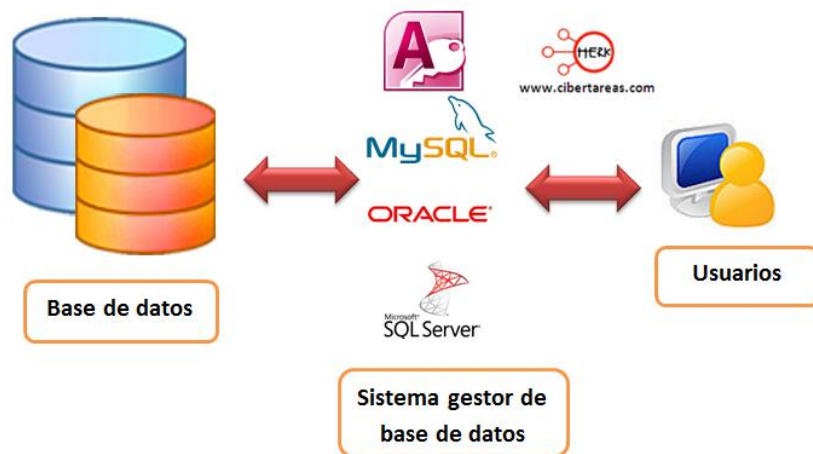 A
HERK
www.cibertareas.com
MySQL®
ORACLE®
Microsoft®
SQL Server®
Base de datos
Usuarios
Sistema gestor de
base de datos